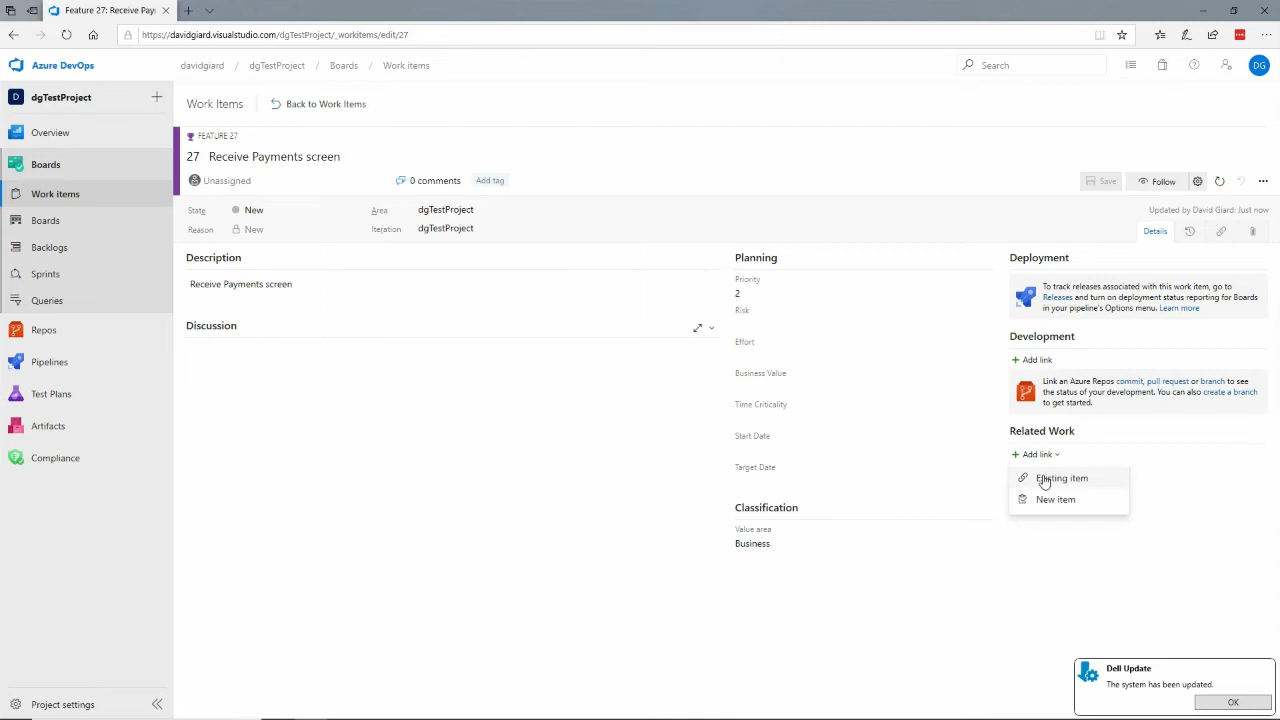 Feature 27: Receive Pay
https://davidgiard.visualstudio.com/dgTestProject/_workitems/edit/27
Azure DevOps
davidgiard / dgTestProject / Boards / Work items
Search
DG
D dgTestProject
Overview
Boards
Work items
Boards
Backlogs
Sprints
Queries
Repos
Pipelines
Test Plans
Artifacts
Compliance
Project settings
Work Items
Back to Work Items
FEATURE 27
27 Receive Payments screen
Unassigned
0 comments
Add tag
Save
Follow
State
New
Area
dgTestProject
Reason
New
Iteration
dgTestProject
Updated by David Giard: Just now
Details
Description
Receive Payments screen
Discussion
Planning
Priority
2
Risk
Effort
Business Value
Time Criticality
Start Date
Target Date
Classification
Value area
Business
Deployment
To track releases associated with this work item, go to
Releases and turn on deployment status reporting for Boards
in your pipeline's Options menu. Learn more
Development
+ Add link
Link an Azure Repos commit, pull request or branch to see
the status of your development. You can also create a branch
to get started.
Related Work
+ Add link
Existing item
New item
Dell Update
The system has been updated.
OK